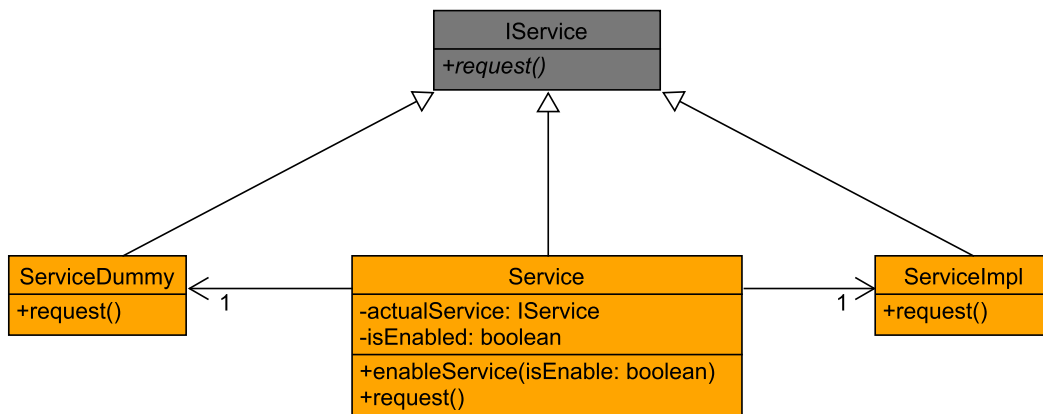 IService
+request()
ServiceDummy
+request()
1
Service
-actualService: IService
-isEnabled: boolean
+enableService(isEnable: boolean)
+request()
1
ServiceImpl
+request()